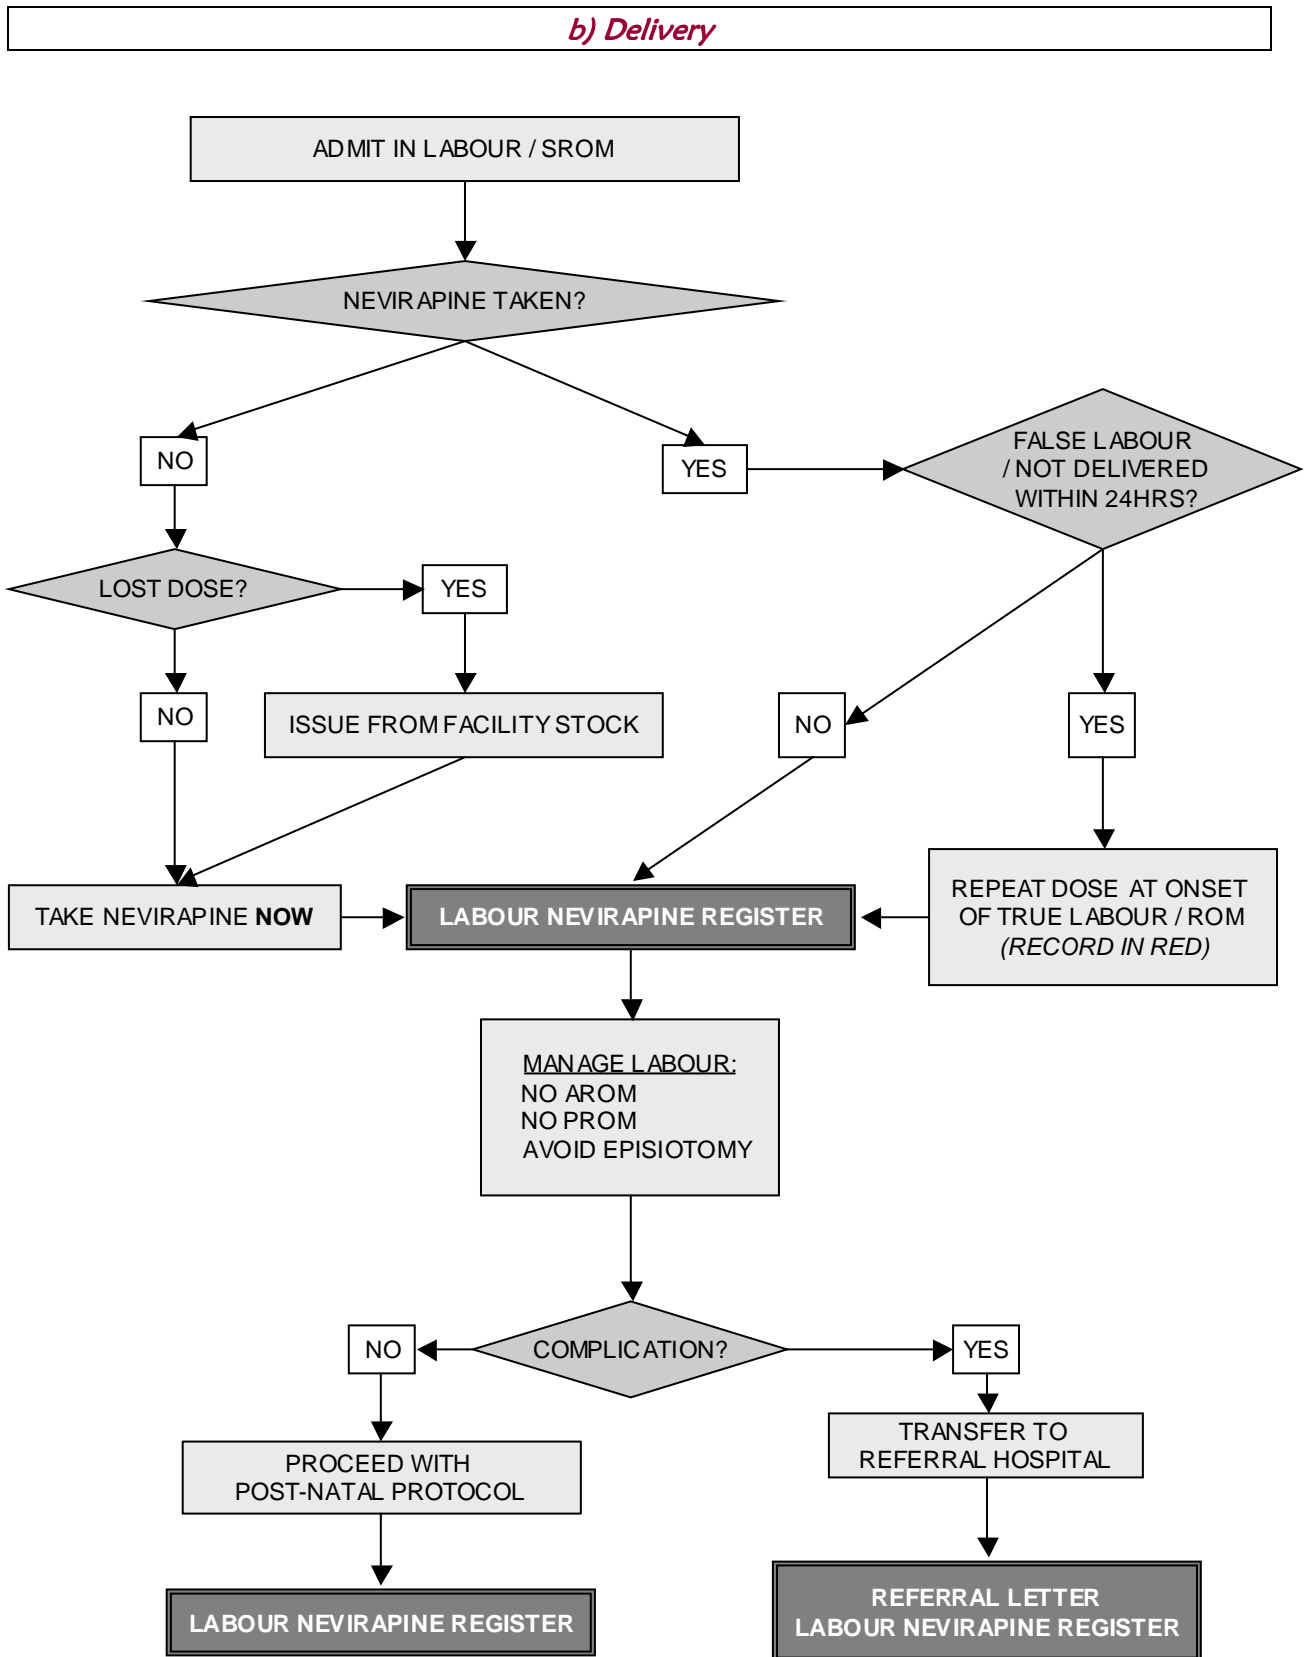 b) Delivery
ADMIT IN LABOUR / SROM
NEVIRAPINE TAKEN?
NO
YES
FALSE LABOUR
/ NOT DELIVERED
WITHIN 24HRS?
LOST DOSE?
YES
NO
ISSUE FROM FACILITY STOCK
NO
YES
TAKE NEVIRAPINE NOW
LABOUR NEVIRAPINE REGISTER
REPEAT DOSE AT ONSET
OF TRUE LABOUR / ROM
(RECORD IN RED)
MANAGE LABOUR:
NO AROM
NO PROM
AVOID EPISIOTOMY
COMPLICATION?
NO
YES
PROCEED WITH
POST-NATAL PROTOCOL
TRANSFER TO
REFERRAL HOSPITAL
LABOUR NEVIRAPINE REGISTER
REFERRAL LETTER
LABOUR NEVIRAPINE REGISTER